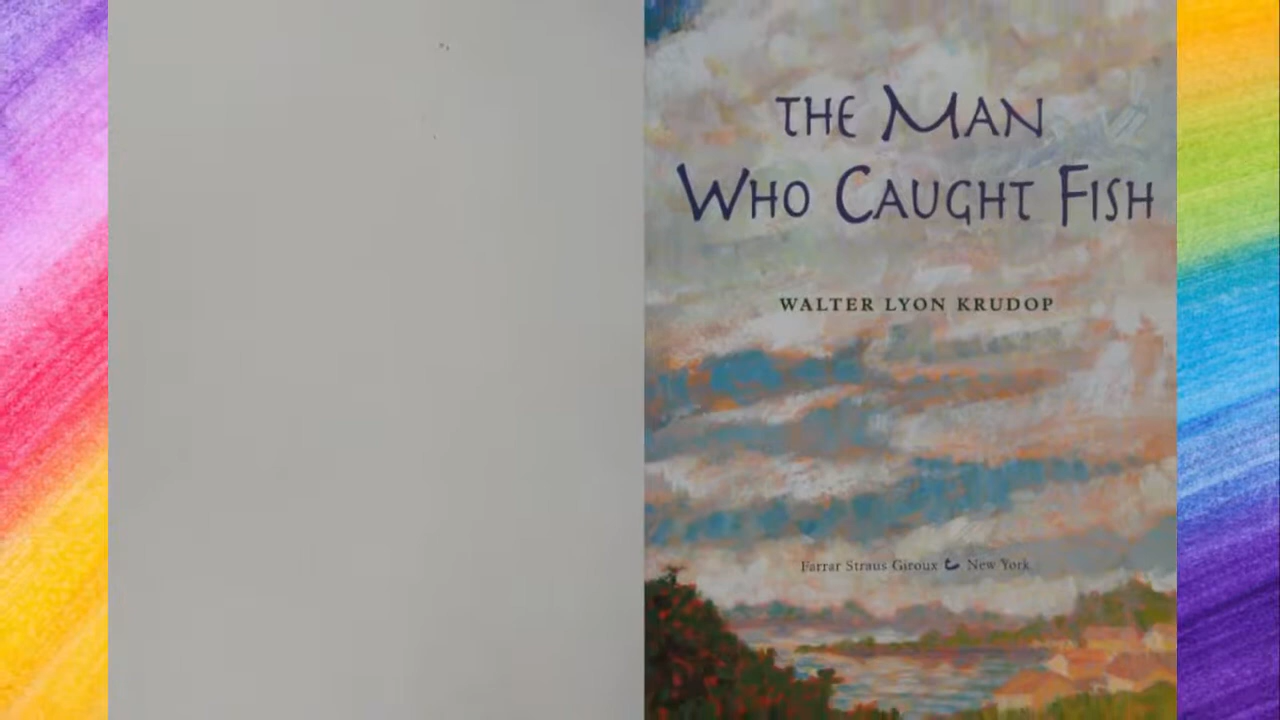 THE MAN
WHO CAUGHT FISH
WALTER LYON KRUDOP
Farrar Straus Giroux New York